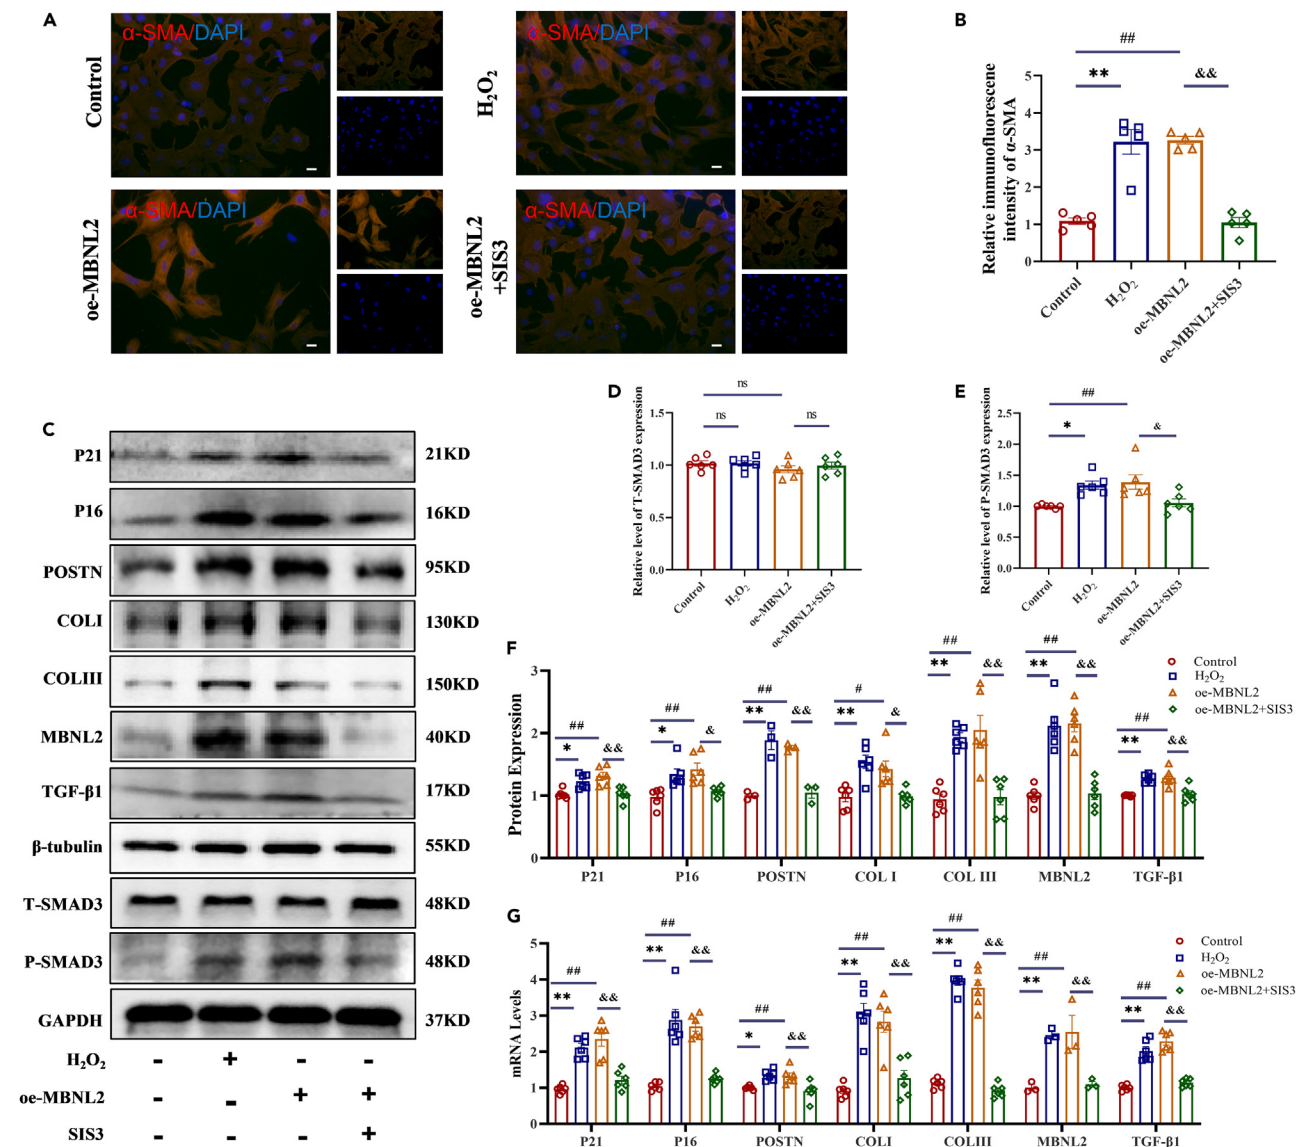 A
α-SMA/DAPI
Control
α-SMA/DAPI
H₂O₂
α-SMA/DAPI
oe-MBNL2
α-SMA/DAPI
oe-MBNL2
+SIS3
B
Relative immunofluorescene
intensity of α-SMA
5
4
3
2
1
0
##
**
&&
Control
H₂O₂
oe-MBNL2
oe-MBNL2+SIS3
C
P21
21KD
P16
16KD
POSTN
95KD
COLI
130KD
COLIII
150KD
MBNL2
40KD
TGF-β1
17KD
β-tubulin
55KD
T-SMAD3
48KD
P-SMAD3
48KD
GAPDH
37KD
H₂O₂ - + - -
oe-MBNL2 - - + +
SIS3 - - - +
D
Relative level of T-SMAD3 expression
1.5
1.0
0.5
0.0
ns
ns
ns
Control
H₂O₂
oe-MBNL2
oe-MBNL2+SIS3
E
Relative level of P-SMAD3 expression
2.5
2.0
1.5
1.0
0.5
0.0
##
*
&
Control
H₂O₂
oe-MBNL2
oe-MBNL2+SIS3
F
Protein Expression
3
2
1
0
## * &&
## * &
## ** &&
# ** &
## ** &&
## ** &&
## ** &&
P21 P16 POSTN COL I COL III MBNL2 TGF-β1
Control
H₂O₂
oe-MBNL2
oe-MBNL2+SIS3
G
mRNA Levels
5
4
3
2
1
0
## ** &&
## ** &&
## * &&
## ** &&
## ** &&
## ** &&
## ** &&
P21 P16 POSTN COLI COLIII MBNL2 TGF-β1
Control
H₂O₂
oe-MBNL2
oe-MBNL2+SIS3